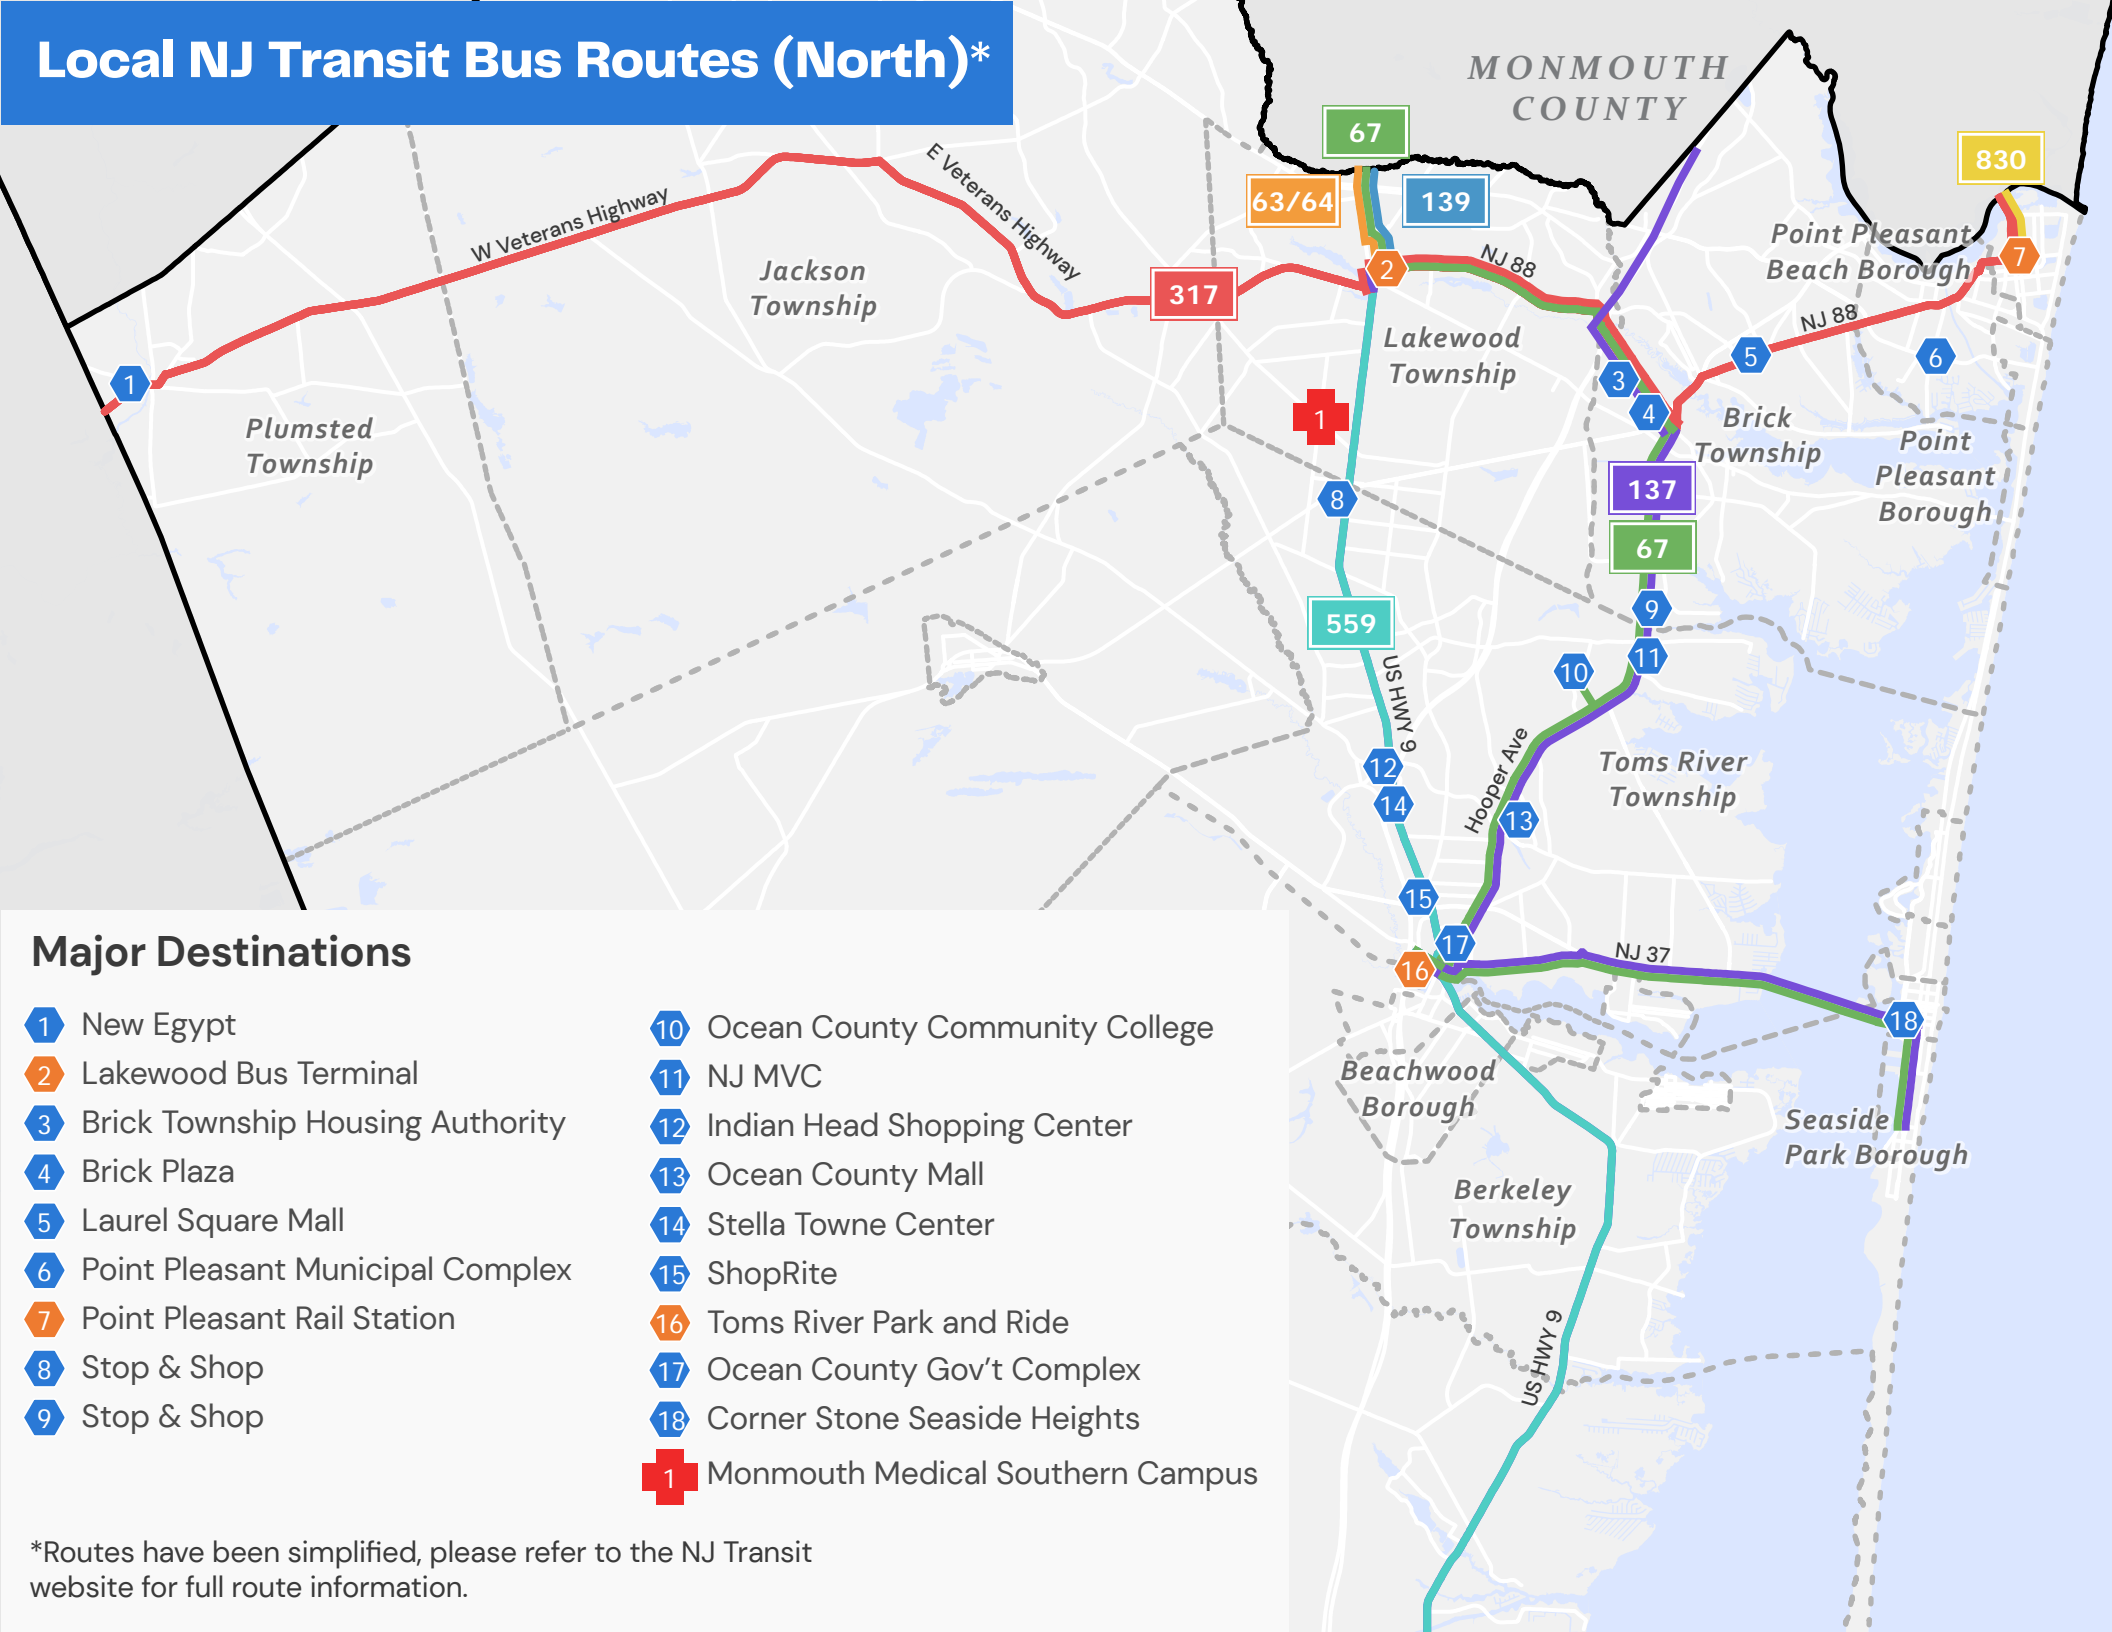 Local NJ Transit Bus Routes (North)*
MONMOUTH
COUNTY
67
63/64
139
830
E Veterans Highway
W Veterans Highway
Point Pleasant
Beach Borough
7
2
NJ 88
Jackson
Township
317
Lakewood
Township
NJ 88
5
6
1
3
4
1
Plumsted
Township
Brick
Township
Point
Pleasant
Borough
137
8
67
9
559
11
10
US HWY 9
12
14
Hooper Ave
13
Toms River
Township
15
17
16
NJ 37
18
Beachwood
Borough
Seaside
Park Borough
Berkeley
Township
US HWY 9
Major Destinations
1 New Egypt
2 Lakewood Bus Terminal
3 Brick Township Housing Authority
4 Brick Plaza
5 Laurel Square Mall
6 Point Pleasant Municipal Complex
7 Point Pleasant Rail Station
8 Stop & Shop
9 Stop & Shop
10 Ocean County Community College
11 NJ MVC
12 Indian Head Shopping Center
13 Ocean County Mall
14 Stella Towne Center
15 ShopRite
16 Toms River Park and Ride
17 Ocean County Gov't Complex
18 Corner Stone Seaside Heights
1 Monmouth Medical Southern Campus
*Routes have been simplified, please refer to the NJ Transit
website for full route information.